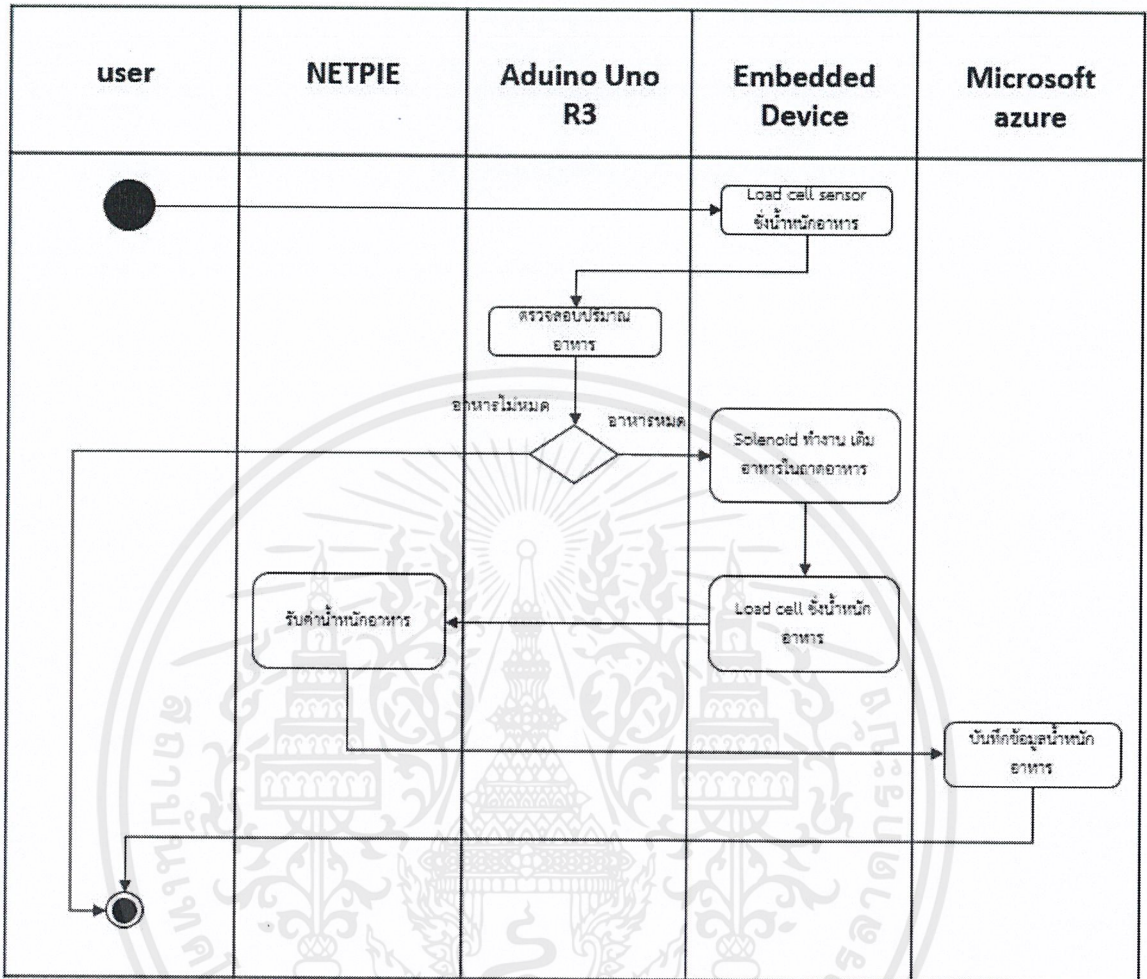 user
NETPIE
Aduino Uno
R3
Embedded
Device
Microsoft
azure
Load cell sensor
ชั่งน้ำหนักอาหาร
ตรวจสอบปริมาณ
อาหาร
อาหารไม่หมด
อาหารหมด
Solenoid ทำงาน เติม
อาหารในถาดอาหาร
Load cell ชั่งน้ำหนัก
อาหาร
รับค่าน้ำหนักอาหาร
บันทึกข้อมูลน้ำหนัก
อาหาร